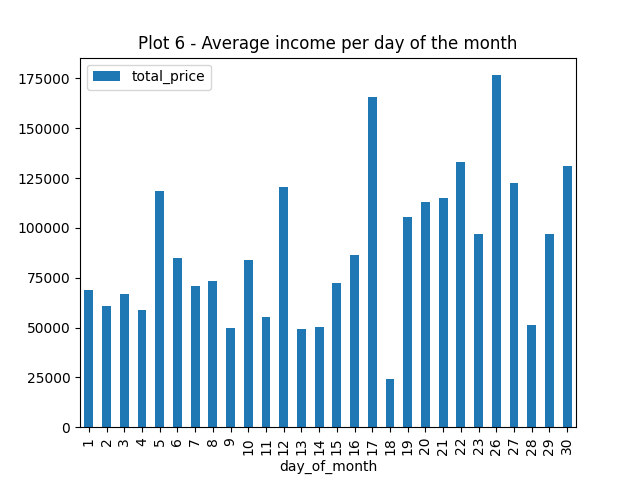 Plot 6 - Average income per day of the month
total_price
175000
150000
125000
100000
75000
50000
25000
0
1 2 3 4 5 6 7 8 9 10 11 12 13 14 15 16 17 18 19 20 21 22 23 26 27 28 29 30
day_of_month